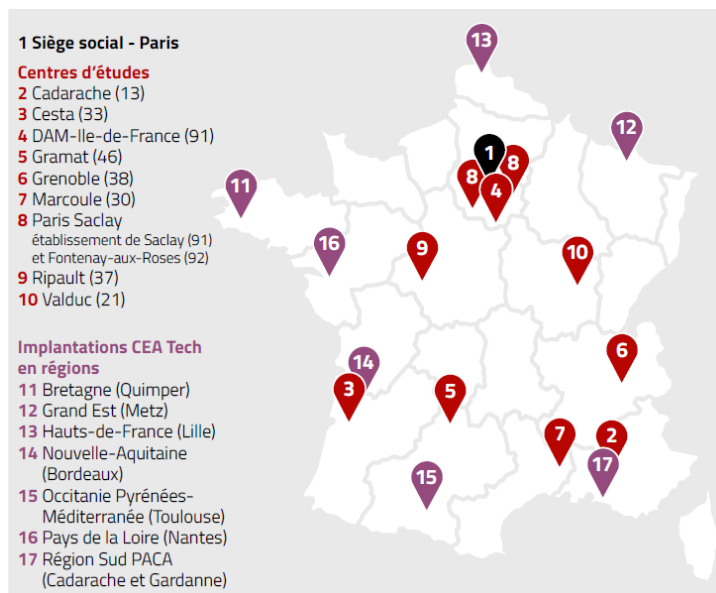 1 Siège social - Paris
Centres d'études
2 Cadarache (13)
3 Cesta (33)
4 DAM-Ile-de-France (91)
5 Gramat (46)
6 Grenoble (38)
7 Marcoule (30)
8 Paris Saclay
établissement de Saclay (91)
et Fontenay-aux-Roses (92)
9 Ripault (37)
10 Valduc (21)
Implantations CEA Tech
en régions
11 Bretagne (Quimper)
12 Grand Est (Metz)
13 Hauts-de-France (Lille)
14 Nouvelle-Aquitaine
(Bordeaux)
15 Occitanie Pyrénées-
Méditerranée (Toulouse)
16 Pays de la Loire (Nantes)
17 Région Sud PACA
(Cadarache et Gardanne)
13
12
1
8
8
4
11
16
9
10
6
14
3
5
7
2
17
15